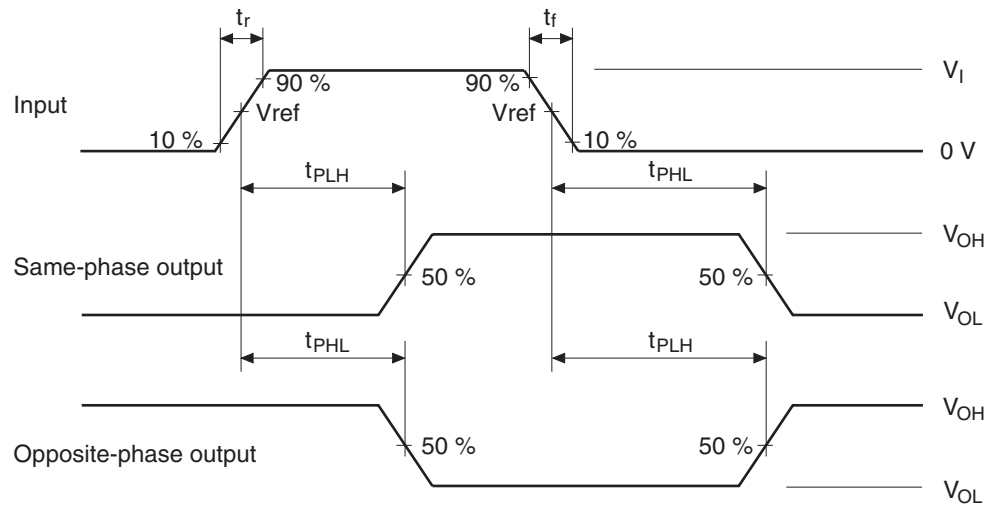 tr tf
VI
90 % 90 %
Input Vref Vref
10 % 10 %
0 V
tPLH tPHL
VOH
Same-phase output 50 % 50 %
VOL
tPHL tPLH
VOH
Opposite-phase output 50 % 50 %
VOL